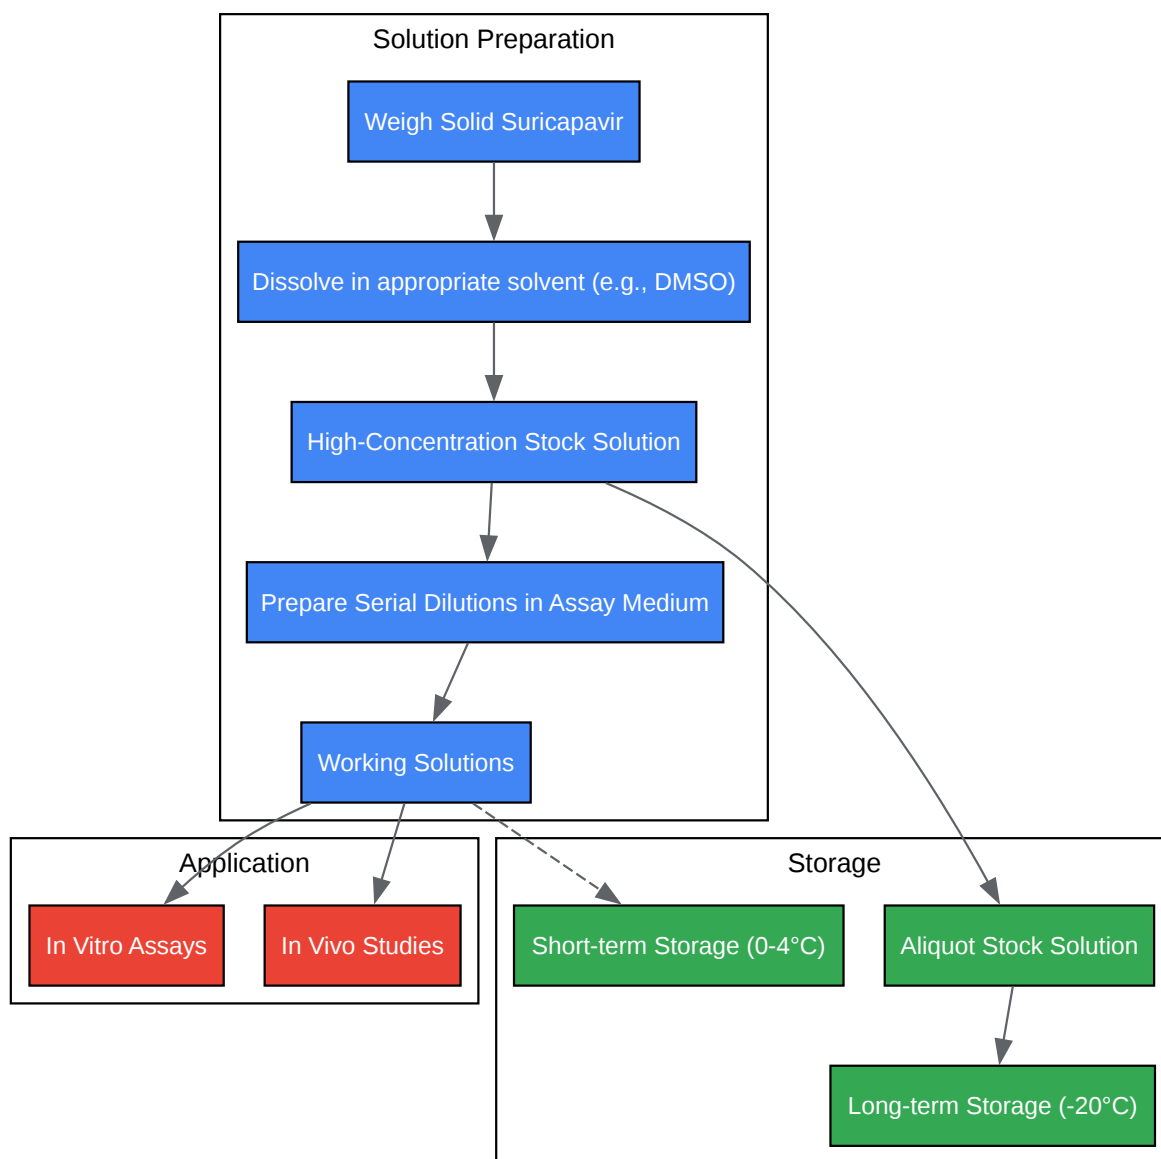 Solution Preparation
Weigh Solid Suricapavir
Dissolve in appropriate solvent (e.g., DMSO)
High-Concentration Stock Solution
Prepare Serial Dilutions in Assay Medium
Working Solutions
Application
In Vitro Assays
In Vivo Studies
Storage
Short-term Storage (0-4°C)
Aliquot Stock Solution
Long-term Storage (-20°C)